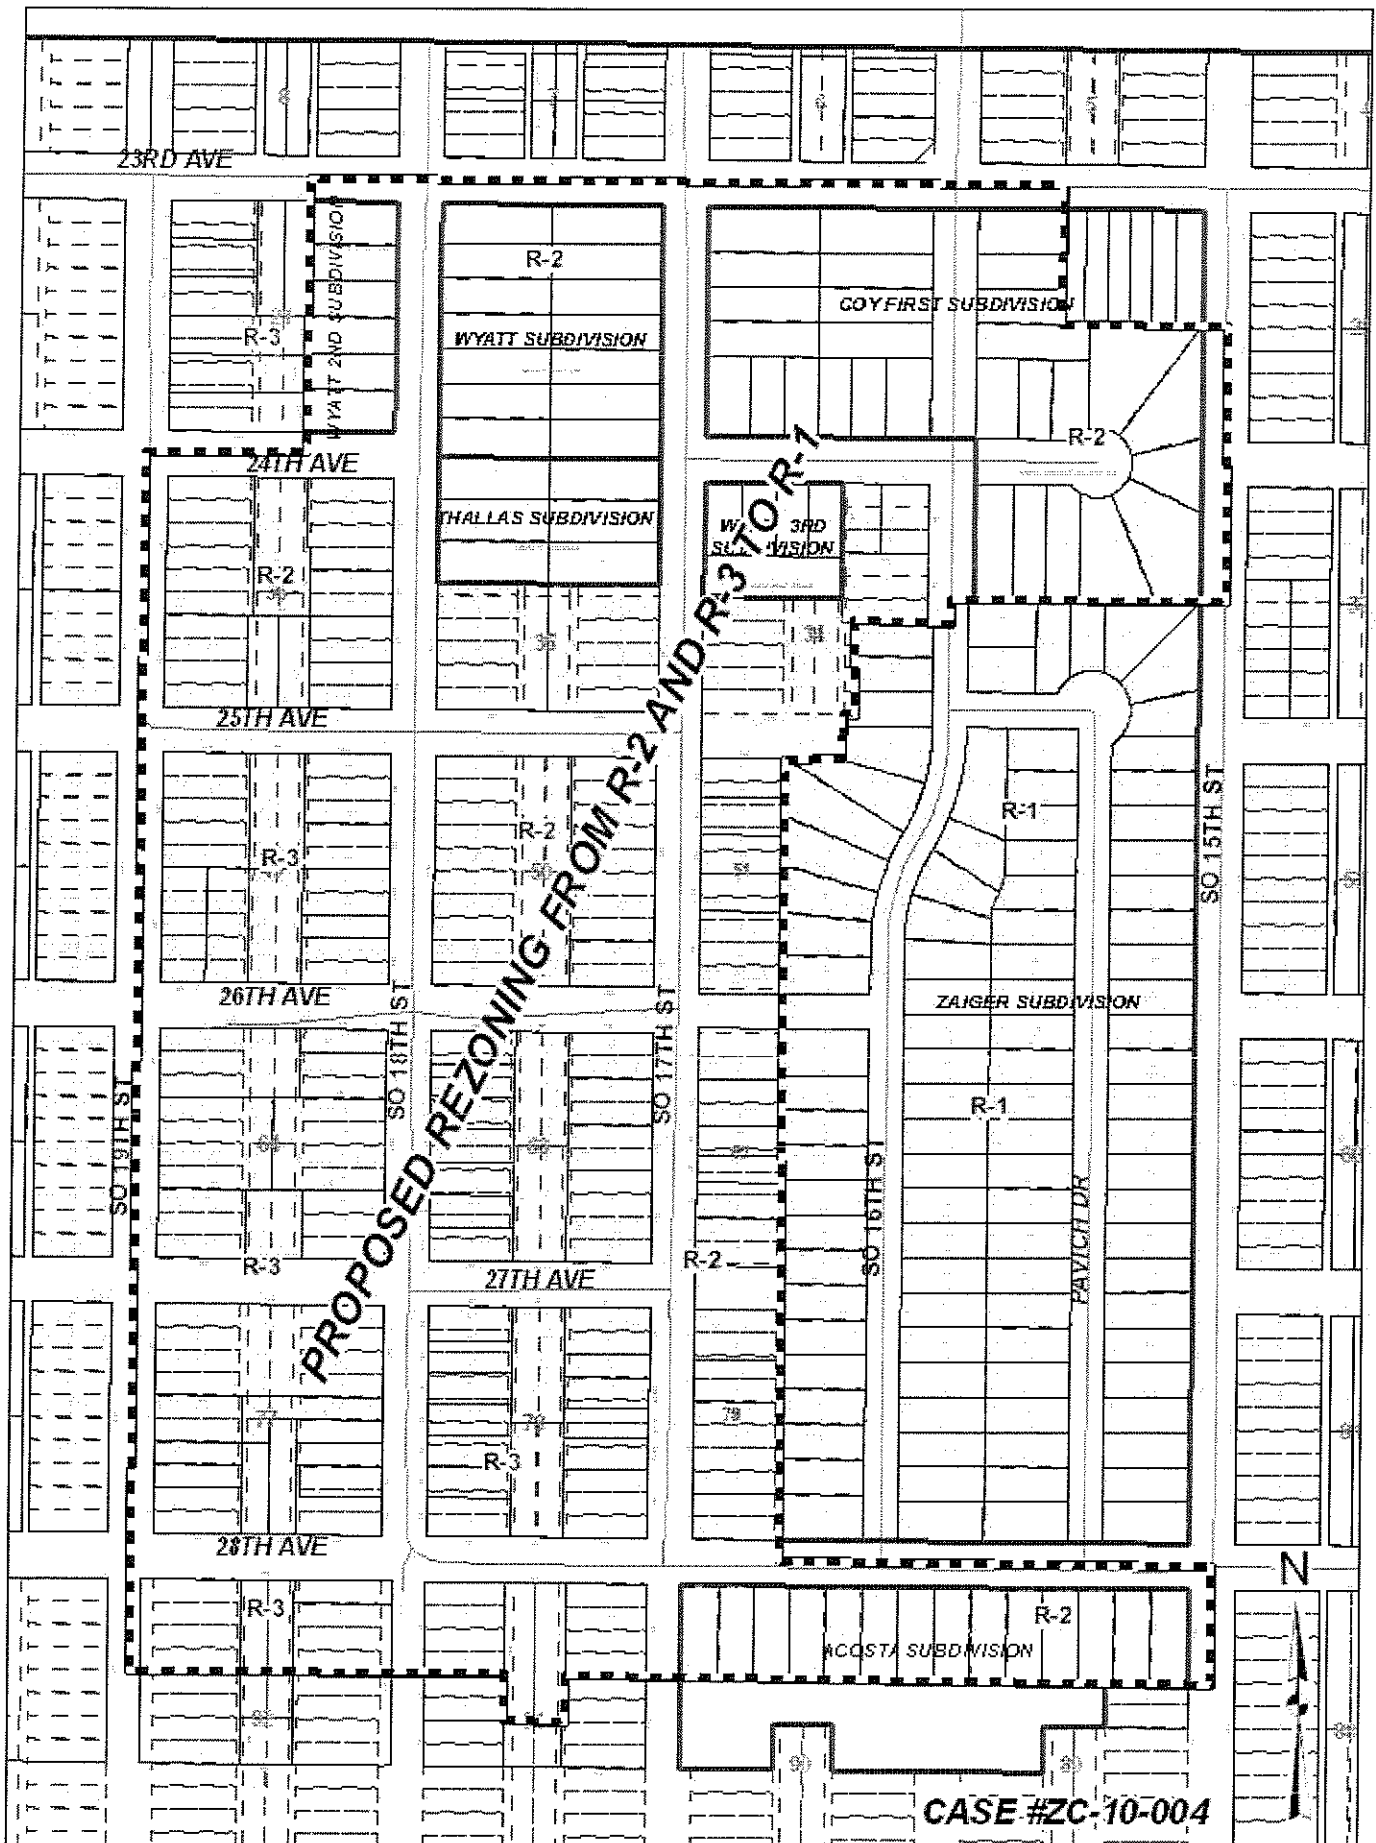 23RD AVE
R-2
WYATT 2ND SUBDIVISION
COY FIRST SUBDIVISION
R-3
WYATT SUBDIVISION
R-2
24TH AVE
THALLAS SUBDIVISION
3RD
R-2
25TH AVE
PROPOSED REZONING FROM R-2 AND R-3 TO R-1
R-1
R-2
R-3
SO 15TH ST
26TH AVE
ZAIGER SUBDIVISION
SO 18TH ST
SO 17TH ST
R-1
SO 19TH ST
SO 16TH ST
PAVICH DR
R-3
R-2
27TH AVE
77
79
R-3
28TH AVE
N
R-3
R-2
ACOSTA SUBDIVISION
CASE #ZC-10-004